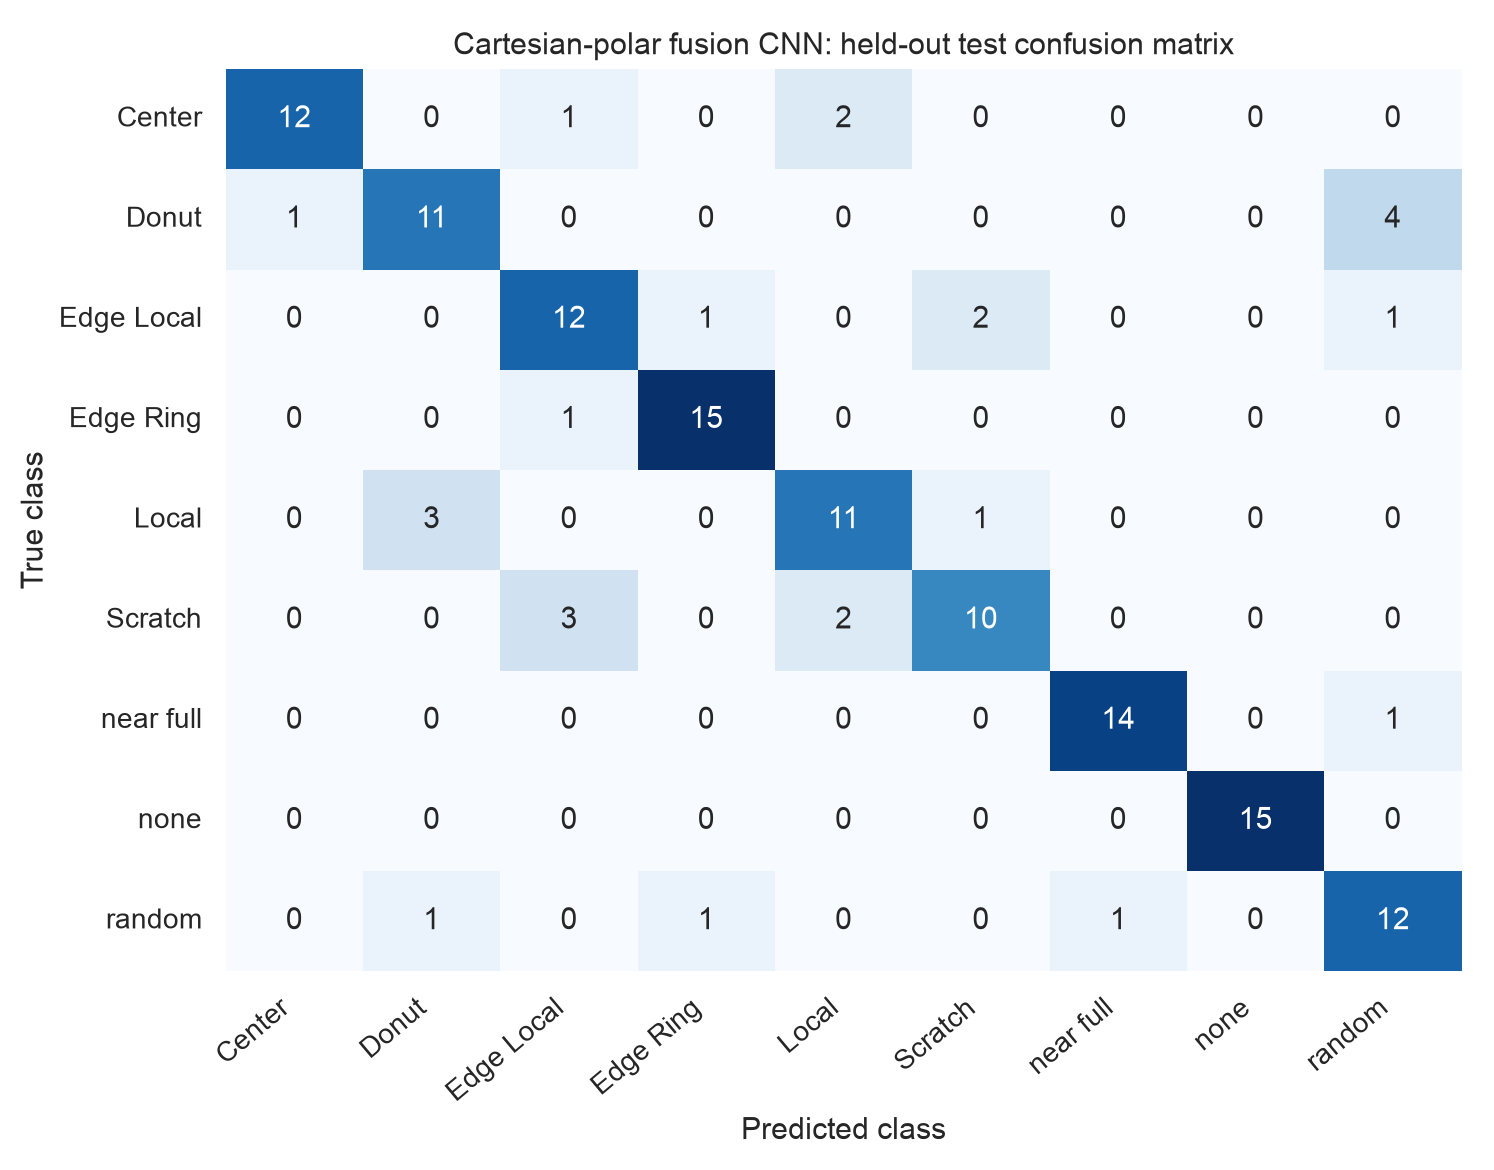 Cartesian-polar fusion CNN: held-out test confusion matrix
True class
Center 12 0 1 0 2 0 0 0 0
Donut 1 11 0 0 0 0 0 0 4
Edge Local 0 0 12 1 0 2 0 0 1
Edge Ring 0 0 1 15 0 0 0 0 0
Local 0 3 0 0 11 1 0 0 0
Scratch 0 0 3 0 2 10 0 0 0
near full 0 0 0 0 0 0 14 0 1
none 0 0 0 0 0 0 0 15 0
random 0 1 0 1 0 0 1 0 12
Center Donut Edge Local Edge Ring Local Scratch near full none random
Predicted class